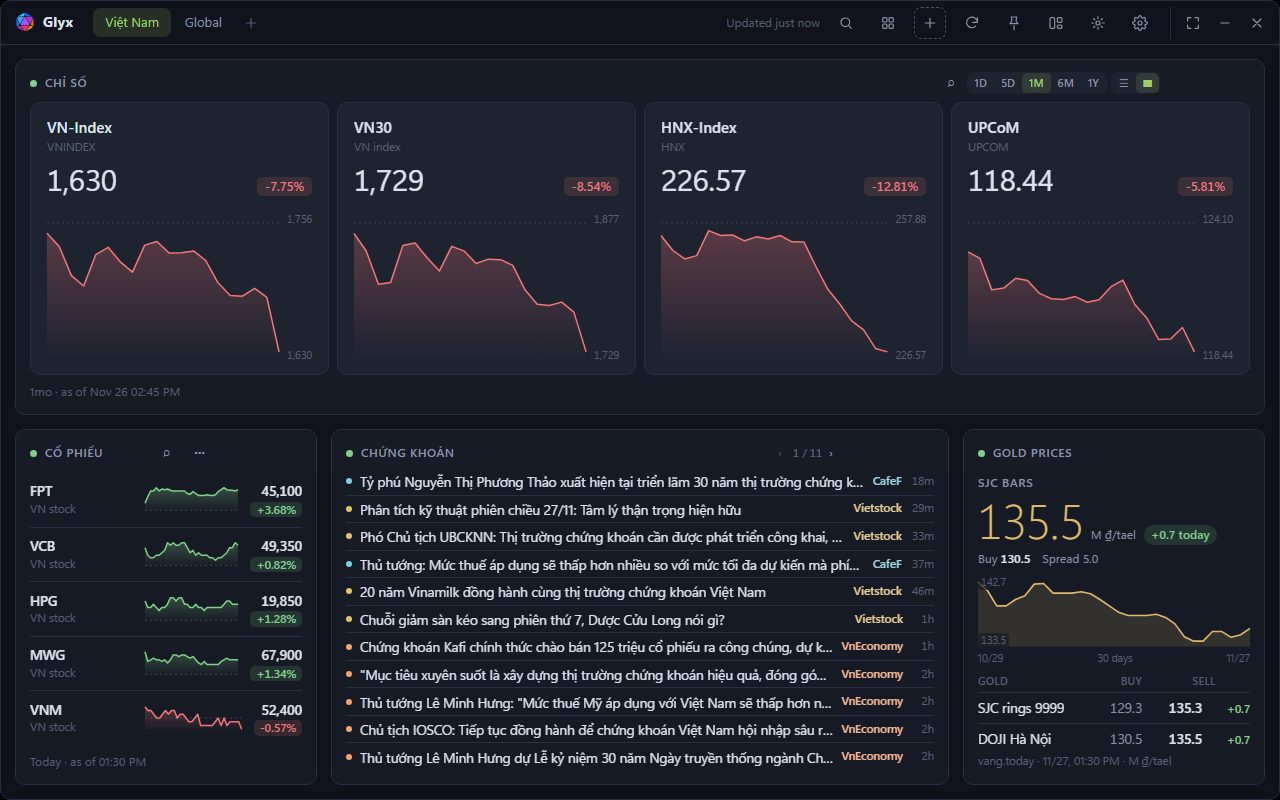 Glyx Việt Nam Global + Updated just now
CHỈ SỐ 1D 5D 1M 6M 1Y
VN-Index
VNINDEX
1,630 -7.75%
1,756
1,630
VN30
VN index
1,729 -8.54%
1,877
1,729
HNX-Index
HNX
226.57 -12.81%
257.88
226.57
UPCoM
UPCOM
118.44 -5.81%
124.10
118.44
1mo · as of Nov 26 02:45 PM
CỔ PHIẾU ···
FPT 45,100
VN stock +3.68%
VCB 49,350
VN stock +0.82%
HPG 19,850
VN stock +1.28%
MWG 67,900
VN stock +1.34%
VNM 52,400
VN stock -0.57%
Today · as of 01:30 PM
CHỨNG KHOÁN ‹ 1 / 11 ›
Tỷ phú Nguyễn Thị Phương Thảo xuất hiện tại triển lãm 30 năm thị trường chứng k... CafeF 18m
Phân tích kỹ thuật phiên chiều 27/11: Tâm lý thận trọng hiện hữu Vietstock 29m
Phó Chủ tịch UBCKNN: Thị trường chứng khoán cần được phát triển công khai, ... Vietstock 33m
Thủ tướng: Mức thuế áp dụng sẽ thấp hơn nhiều so với mức tối đa dự kiến mà phí... CafeF 37m
20 năm Vinamilk đồng hành cùng thị trường chứng khoán Việt Nam Vietstock 46m
Chuỗi giảm sàn kéo sang phiên thứ 7, Dược Cửu Long nói gì? Vietstock 1h
Chứng khoán Kafi chính thức chào bán 125 triệu cổ phiếu ra công chúng, dự k... VnEconomy 1h
"Mục tiêu xuyên suốt là xây dựng thị trường chứng khoán hiệu quả, đóng gó... VnEconomy 2h
Thủ tướng Lê Minh Hưng: "Mức thuế Mỹ áp dụng với Việt Nam sẽ thấp hơn n... VnEconomy 2h
Chủ tịch IOSCO: Tiếp tục đồng hành để chứng khoán Việt Nam hội nhập sâu r... VnEconomy 2h
Thủ tướng Lê Minh Hưng dự Lễ kỷ niệm 30 năm Ngày truyền thống ngành Ch... VnEconomy 2h
GOLD PRICES
SJC BARS
135.5 M ₫/tael +0.7 today
Buy 130.5 Spread 5.0
142.7
133.5
10/29 30 days 11/27
GOLD BUY SELL
SJC rings 9999 129.3 135.3 +0.7
DOJI Hà Nội 130.5 135.5 +0.7
vang.today · 11/27, 01:30 PM · M ₫/tael